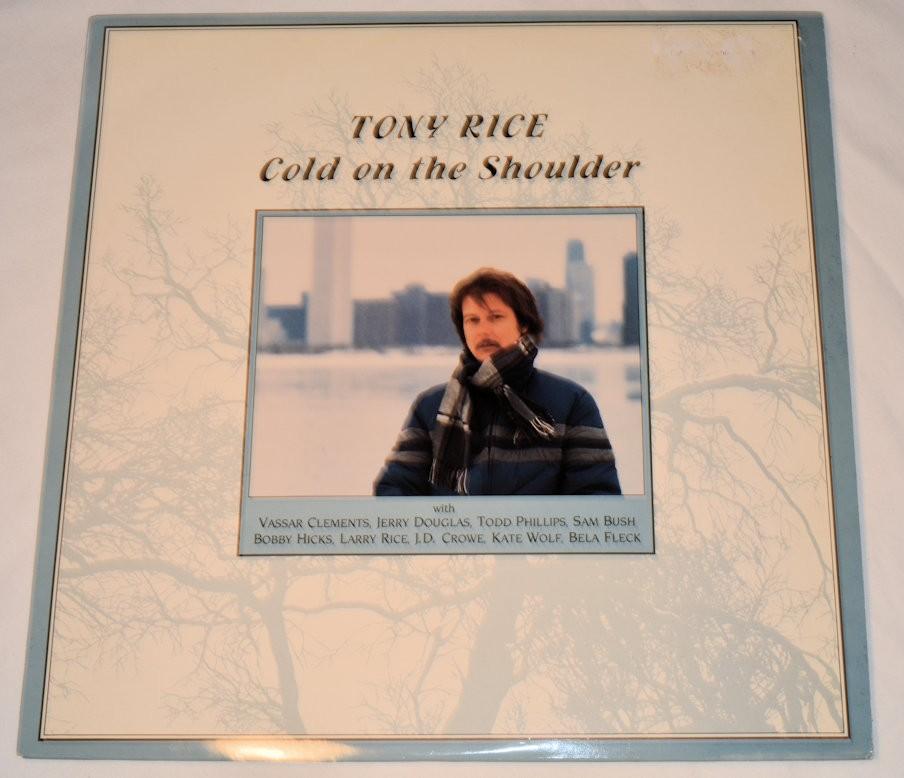 TONY RICE
Cold on the Shoulder
with
VASSAR CLEMENTS, JERRY DOUGLAS, TODD PHILLIPS, SAM BUSH
BOBBY HICKS, LARRY RICE, J.D. CROWE, KATE WOLF, BELA FLECK